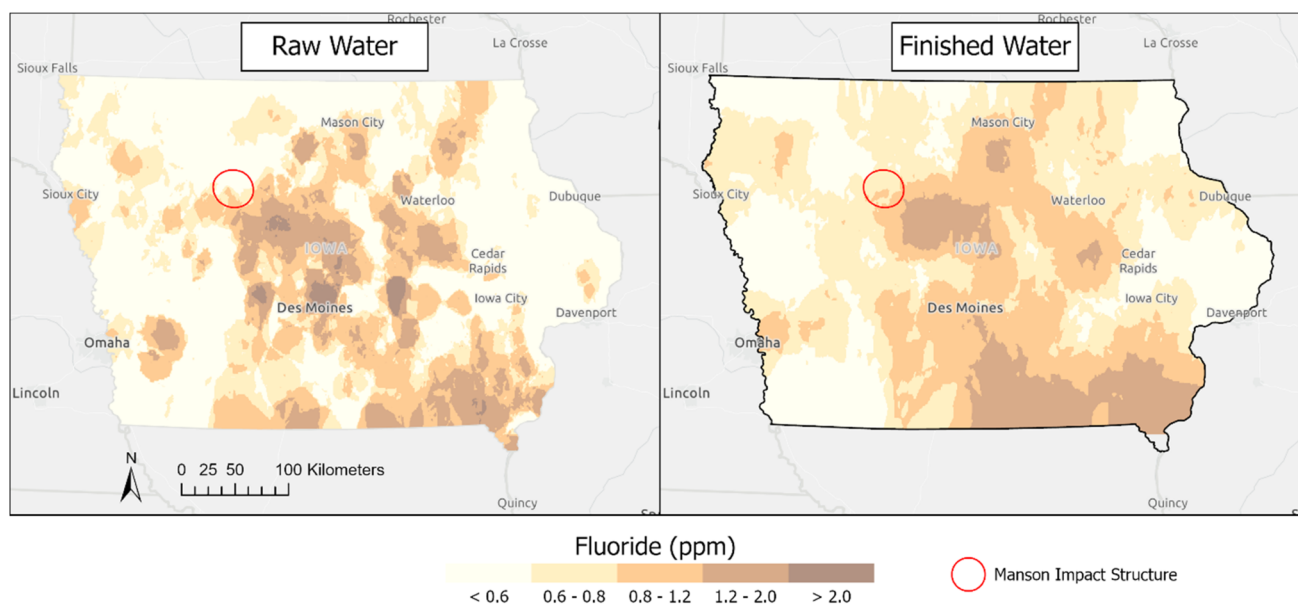 Raw Water
Rochester
La Crosse
Sioux Falls
Mason City
Sioux City
Waterloo
Dubuque
IOWA
Cedar
Rapids
Iowa City
Des Moines
Davenport
Omaha
Lincoln
N
0 25 50 100 Kilometers
Quincy
Finished Water
Rochester
La Crosse
Sioux Falls
Mason City
Sioux City
Waterloo
Dubuque
IOWA
Cedar
Rapids
Iowa City
Des Moines
Davenport
Omaha
Lincoln
Quincy
Fluoride (ppm)
< 0.6 0.6 - 0.8 0.8 - 1.2 1.2 - 2.0 > 2.0
Manson Impact Structure